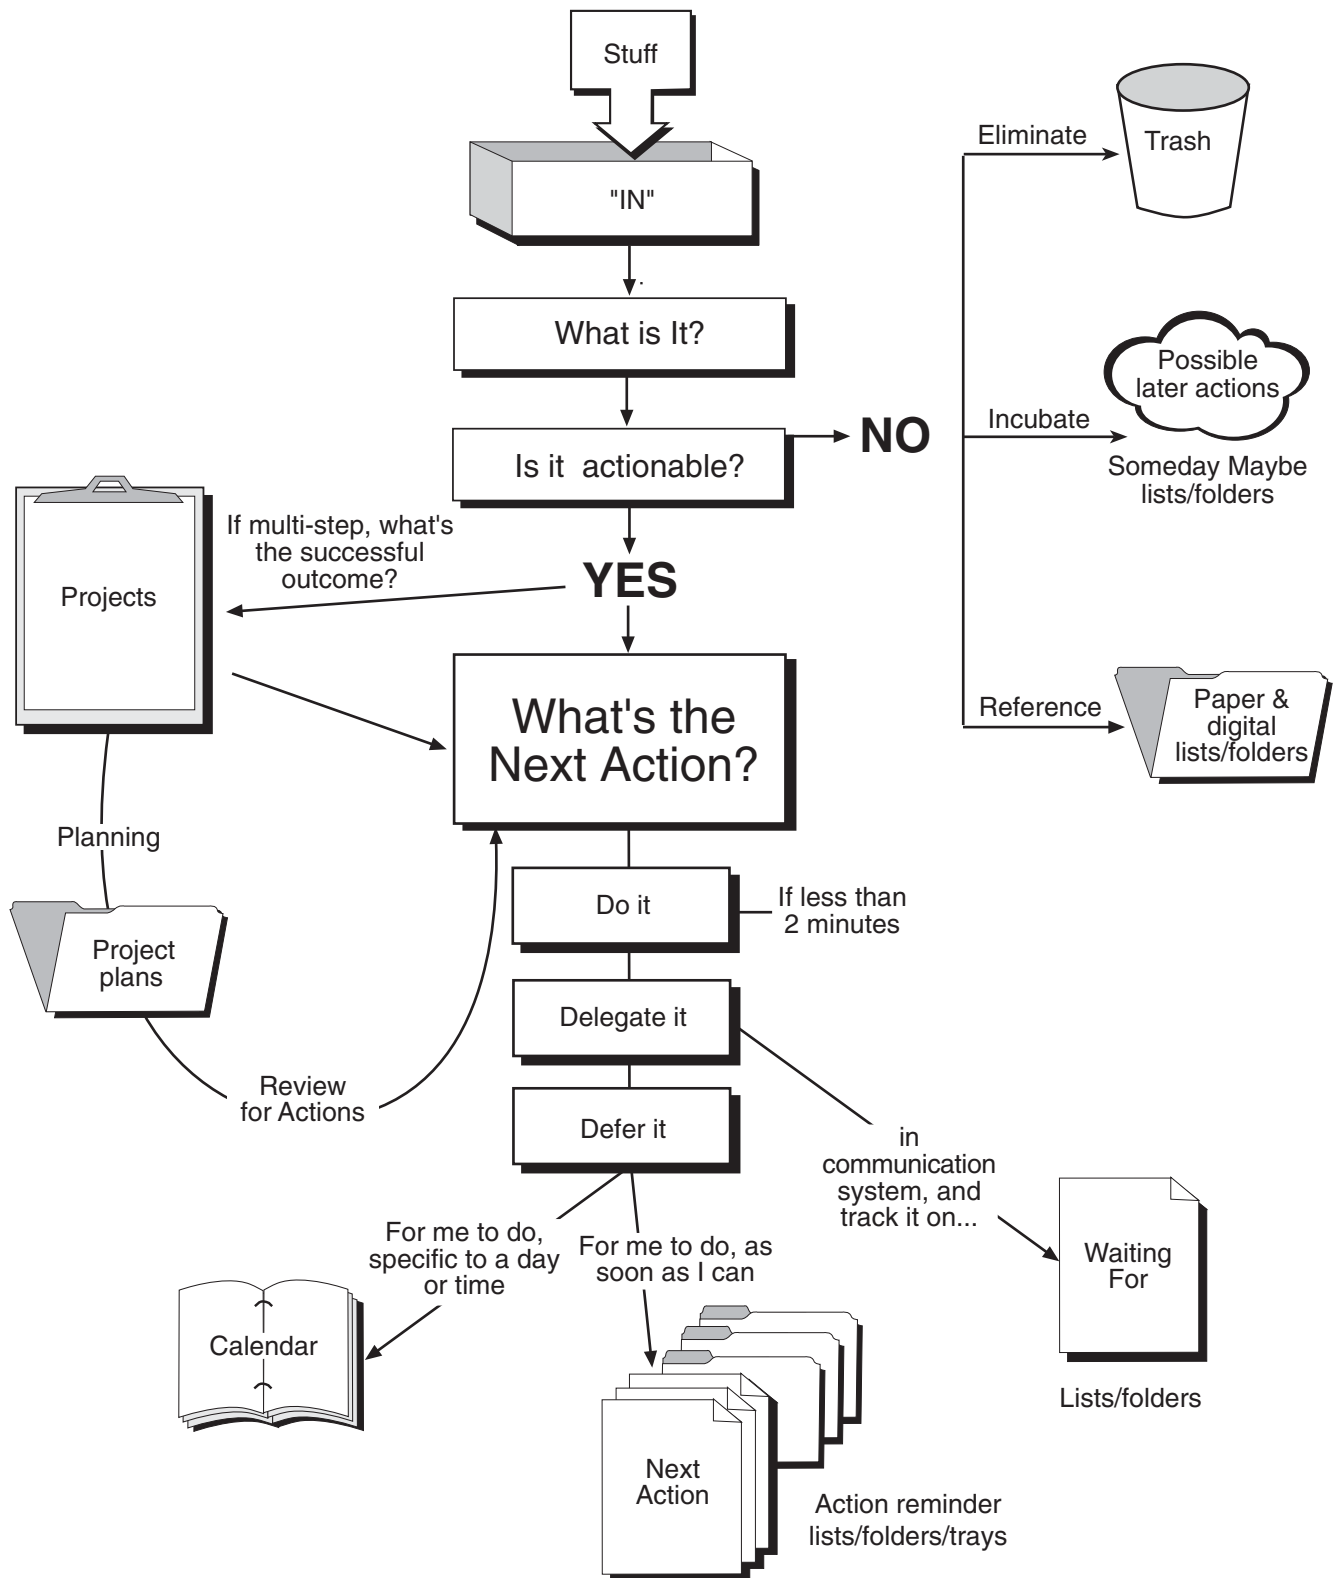 Stuff
"IN"
What is It?
Is it actionable?
NO
Eliminate
Trash
Incubate
Possible
later actions
Someday Maybe
lists/folders
Reference
Paper &
digital
lists/folders
YES
If multi-step, what's
the successful
outcome?
Projects
Planning
Project
plans
Review
for Actions
What's the
Next Action?
Do it
If less than
2 minutes
Delegate it
in
communication
system, and
track it on...
Waiting
For
Lists/folders
Defer it
For me to do,
specific to a day
or time
Calendar
For me to do, as
soon as I can
Next
Action
Action reminder
lists/folders/trays